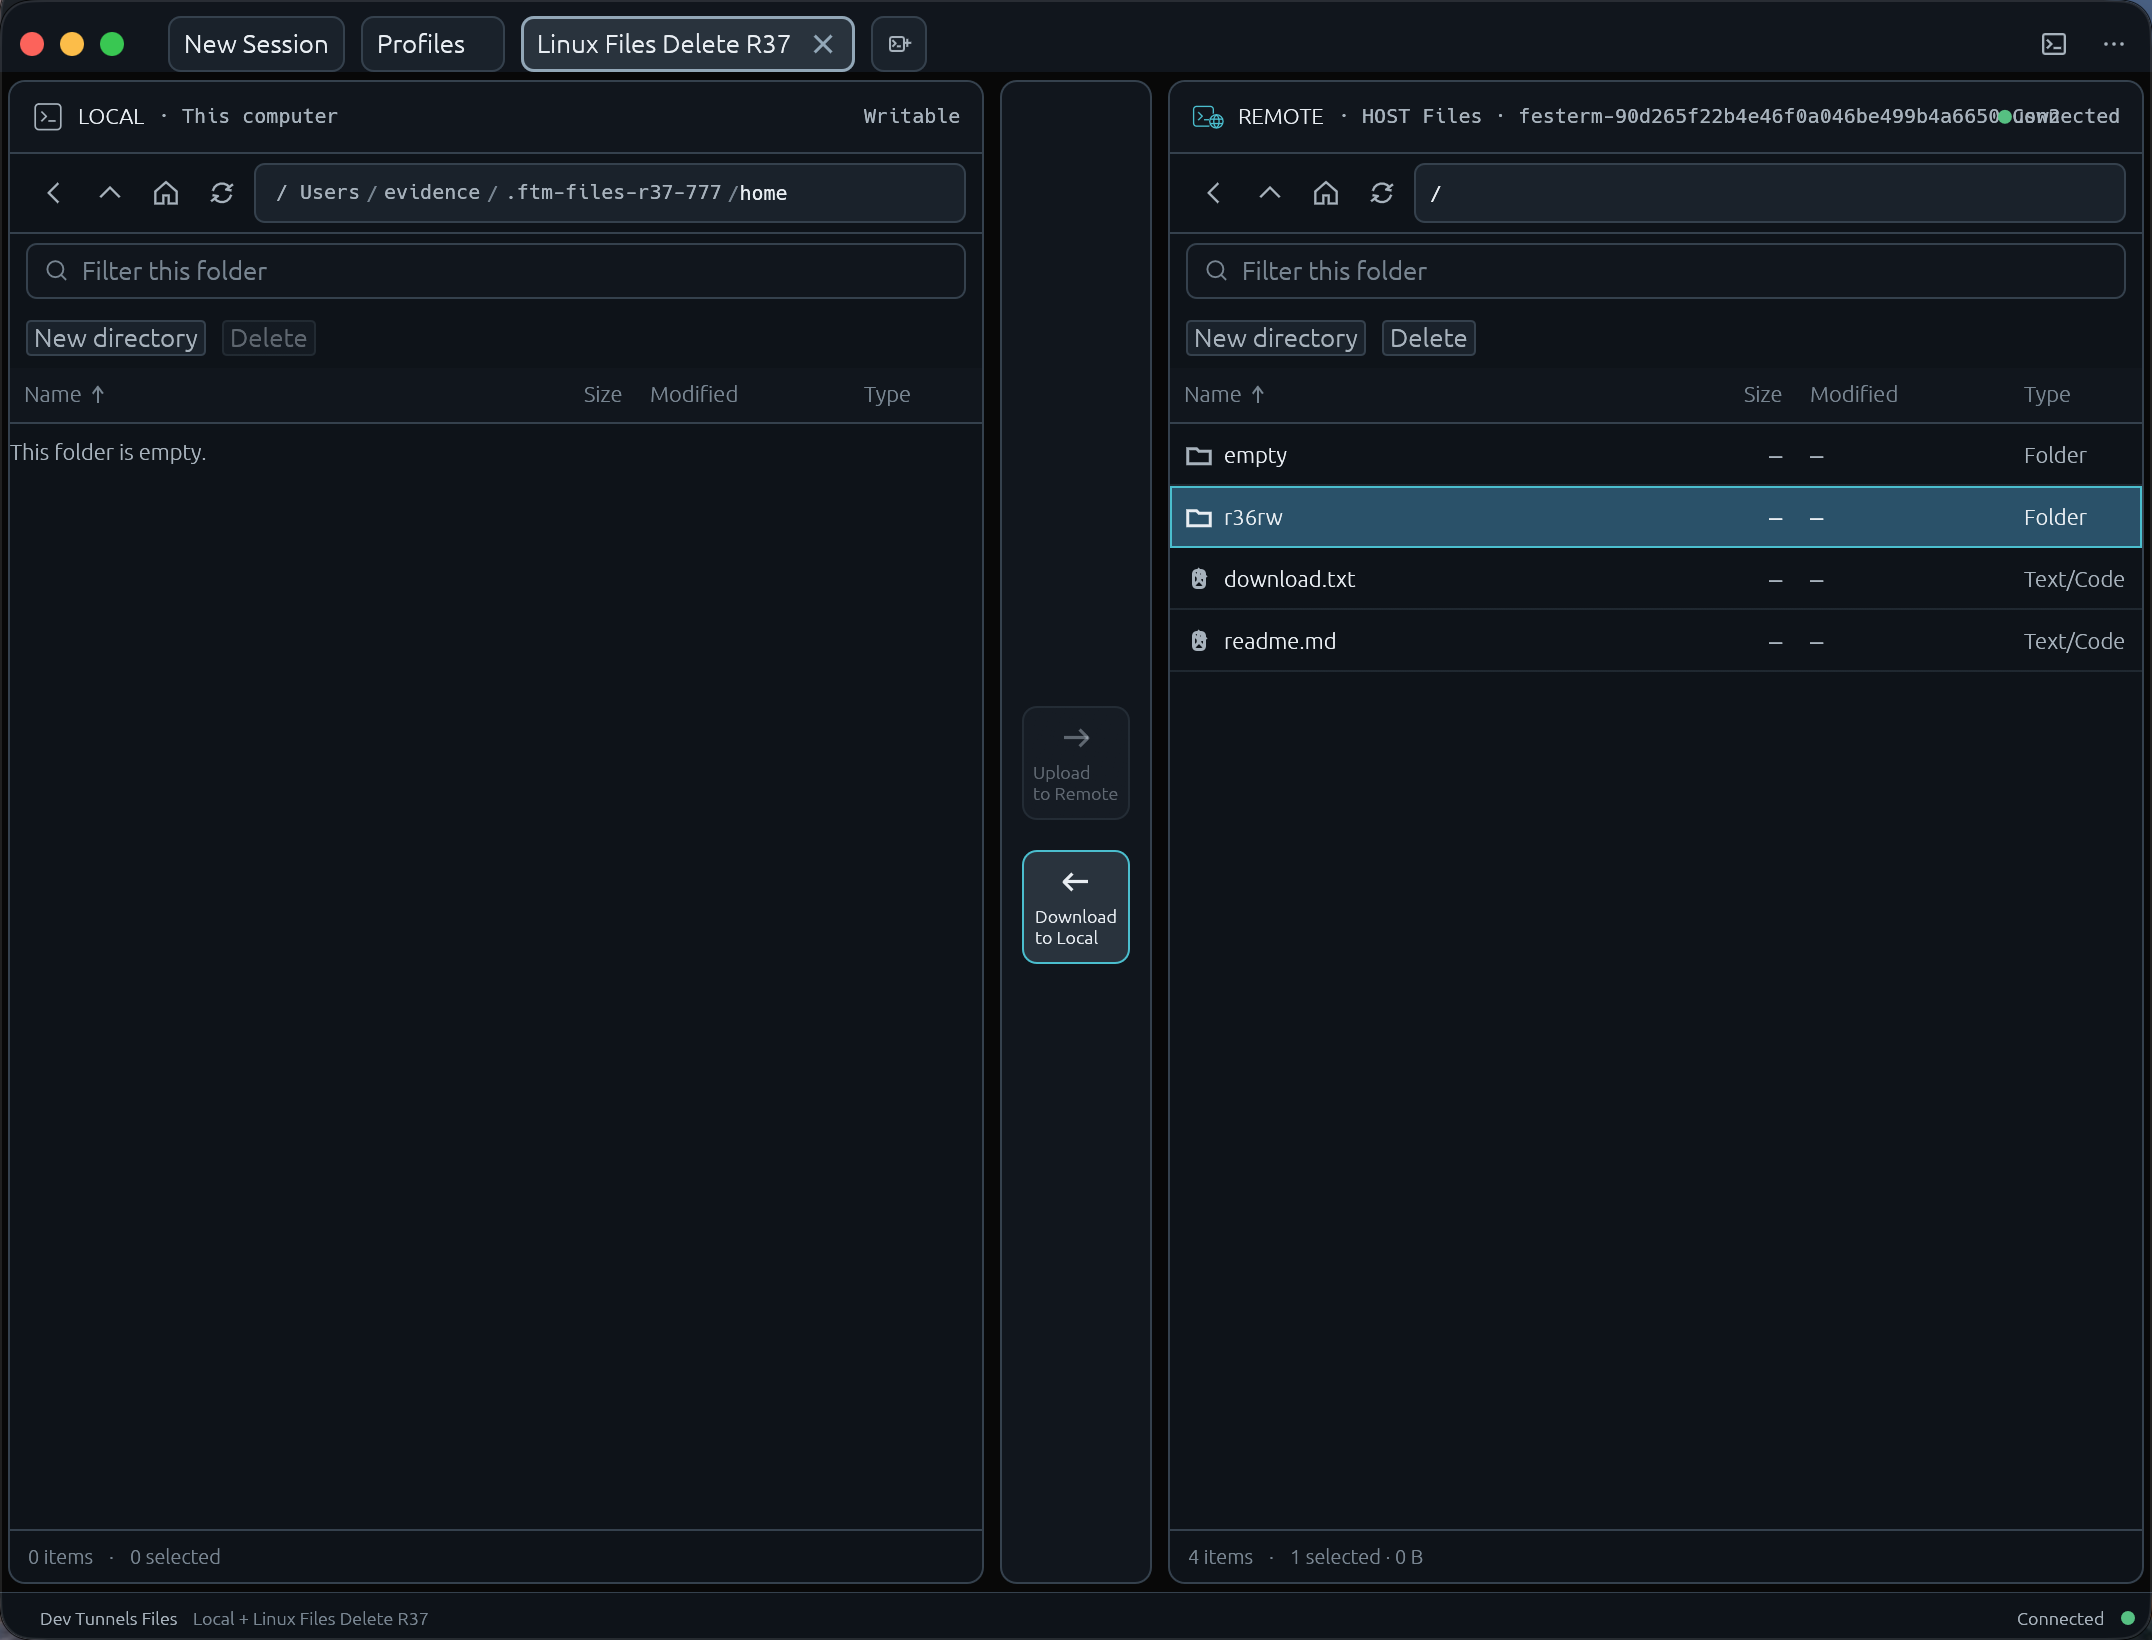 New Session Profiles Linux Files Delete R37
LOCAL · This computer Writable
/ Users / evidence / .ftm-files-r37-777 /home
Filter this folder
New directory Delete
Name ↑ Size Modified Type
This folder is empty.
0 items · 0 selected
Upload
to Remote
Download
to Local
REMOTE · HOST Files · festerm-90d265f22b4e46f0a046be499b4a6650 Connected
/
Filter this folder
New directory Delete
Name ↑ Size Modified Type
empty — — Folder
r36rw — — Folder
download.txt — — Text/Code
readme.md — — Text/Code
4 items · 1 selected · 0 B
Dev Tunnels Files Local + Linux Files Delete R37 Connected